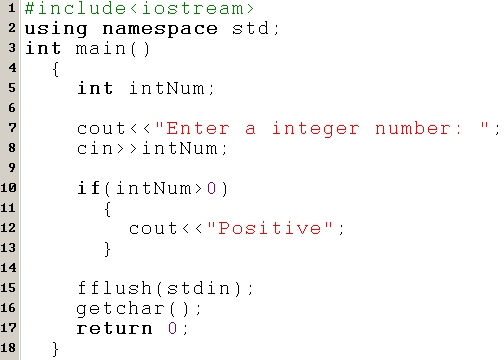 1 #include<iostream>
2 using namespace std;
3 int main()
4 {
5 int intNum;
6
7 cout<<"Enter a integer number: ";
8 cin>>intNum;
9
10 if(intNum>0)
11 {
12 cout<<"Positive";
13 }
14
15 fflush(stdin);
16 getchar();
17 return 0;
18 }